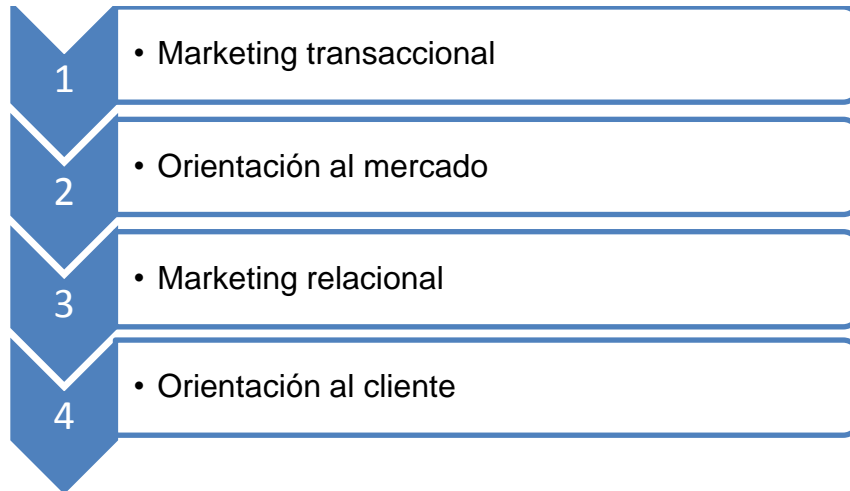 1
• Marketing transaccional
2
• Orientación al mercado
3
• Marketing relacional
4
• Orientación al cliente